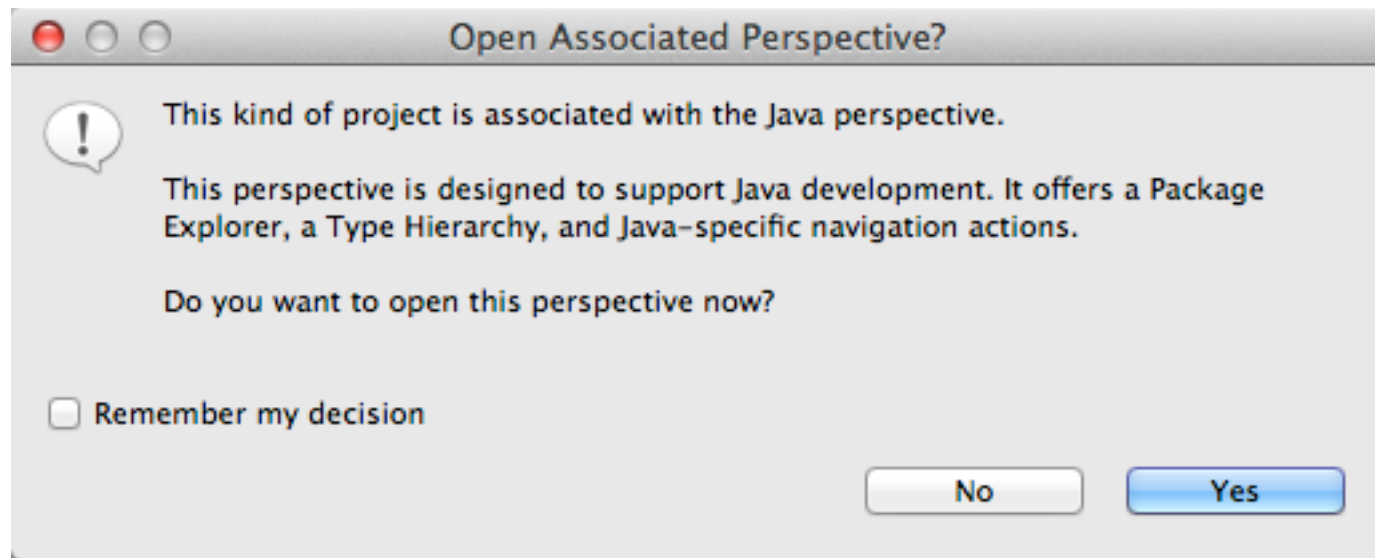 Open Associated Perspective?
This kind of project is associated with the Java perspective.
This perspective is designed to support Java development. It offers a Package
Explorer, a Type Hierarchy, and Java-specific navigation actions.
Do you want to open this perspective now?
Remember my decision
No
Yes